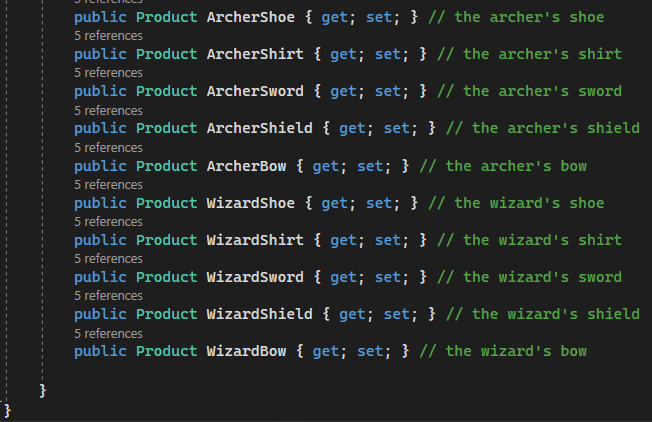 5 references
public Product ArcherShoe { get; set; } // the archer's shoe
5 references
public Product ArcherShirt { get; set; } // the archer's shirt
5 references
public Product ArcherSword { get; set; } // the archer's sword
5 references
public Product ArcherShield { get; set; } // the archer's shield
5 references
public Product ArcherBow { get; set; } // the archer's bow
5 references
public Product WizardShoe { get; set; } // the wizard's shoe
5 references
public Product WizardShirt { get; set; } // the wizard's shirt
5 references
public Product WizardSword { get; set; } // the wizard's sword
5 references
public Product WizardShield { get; set; } // the wizard's shield
5 references
public Product WizardBow { get; set; } // the wizard's bow
}
}